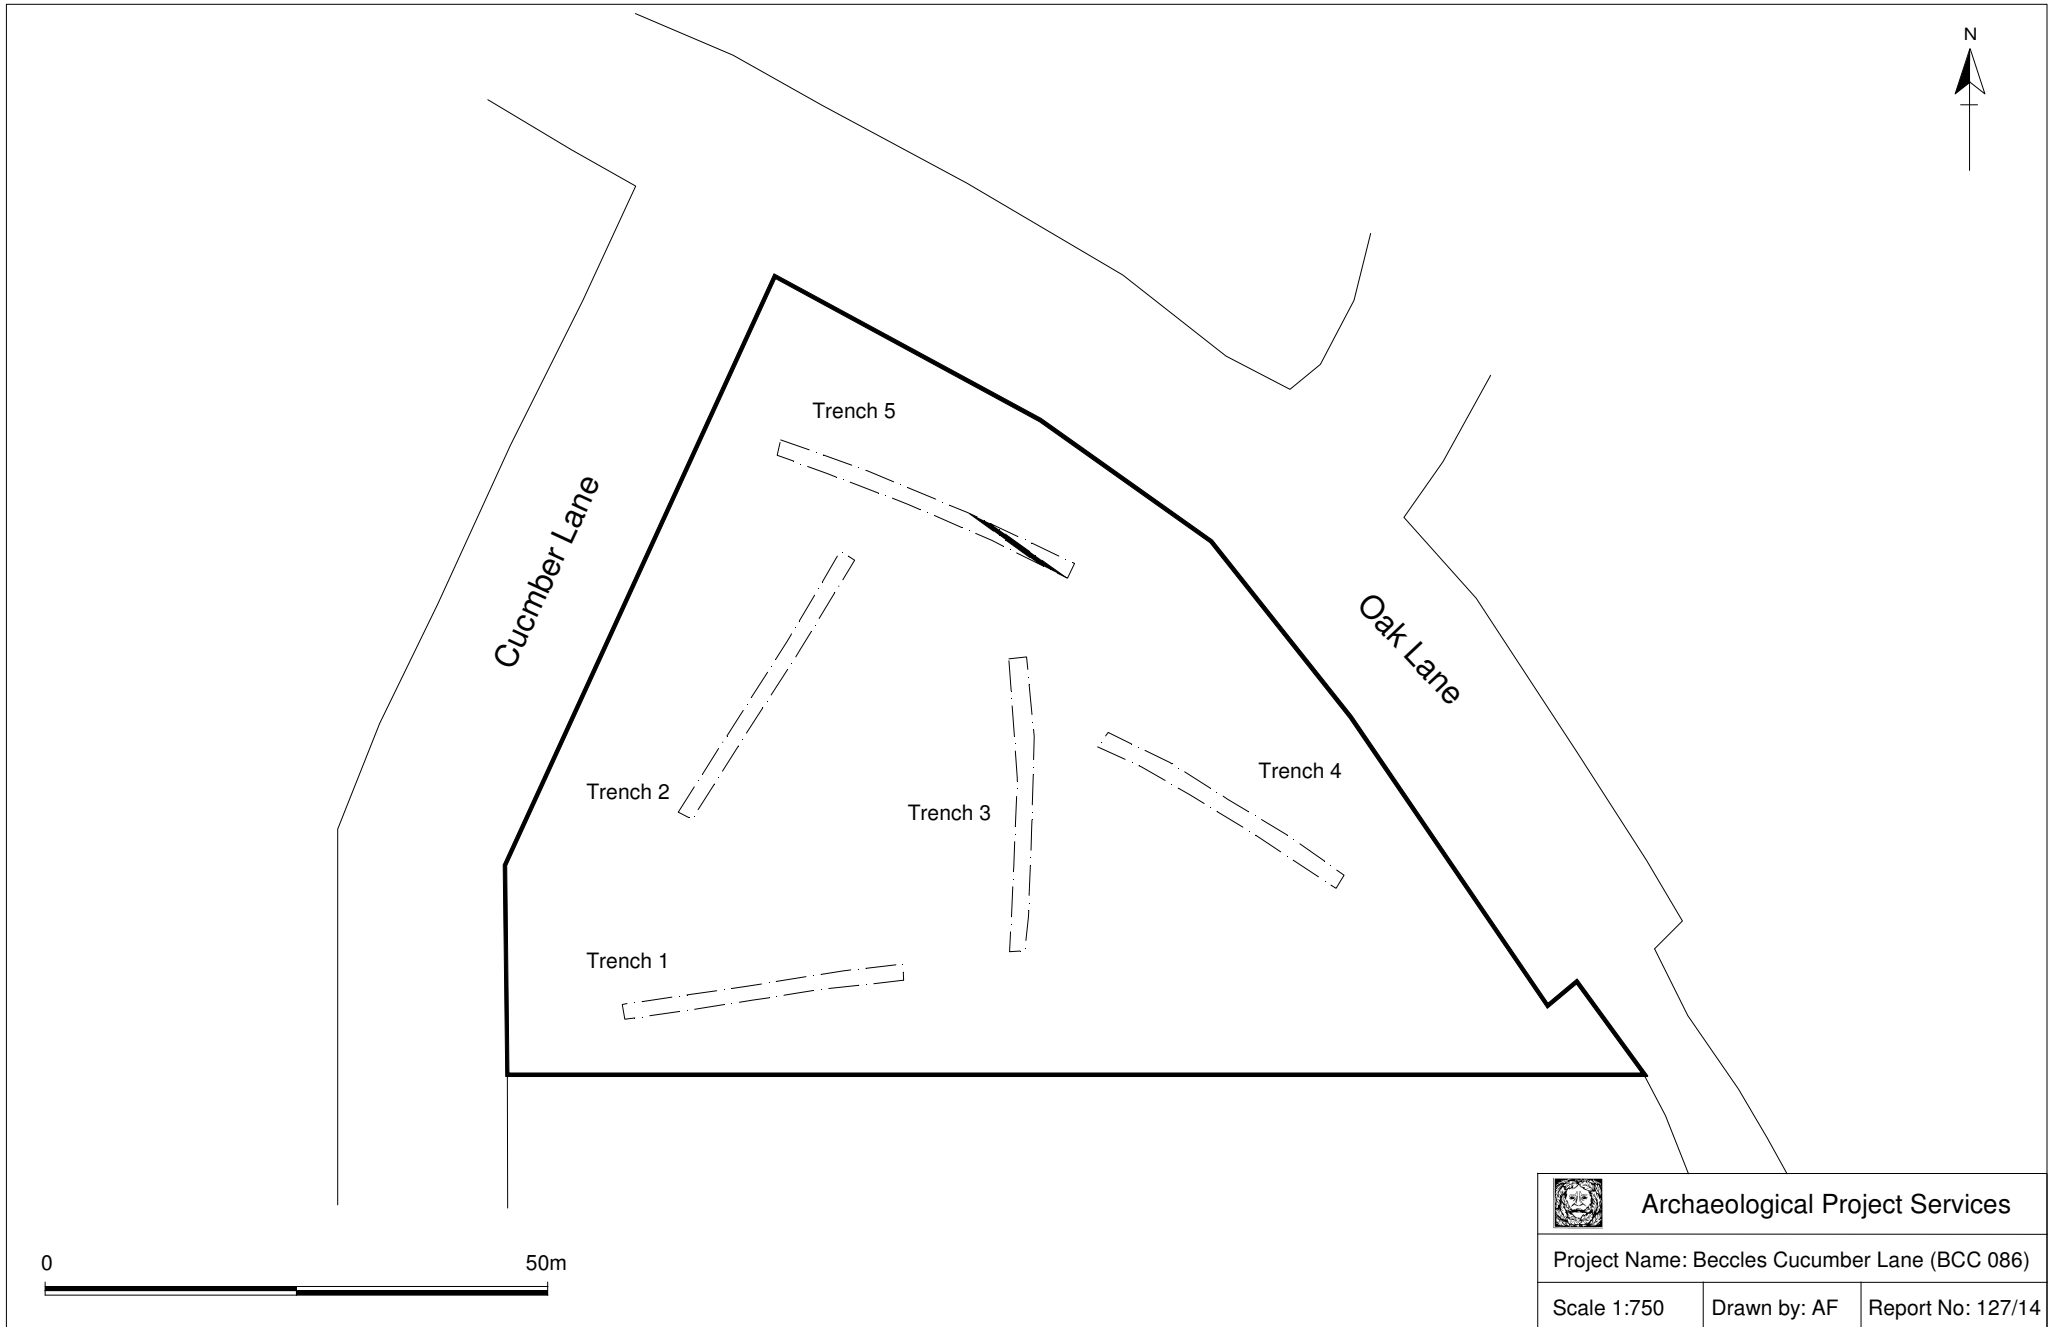 N
Trench 5
Cucmber Lane
Oak Lane
Trench 4
Trench 2
Trench 3
Trench 1
0 50m
Archaeological Project Services
Project Name: Beccles Cucumber Lane (BCC 086)
Scale 1:750 Drawn by: AF Report No: 127/14